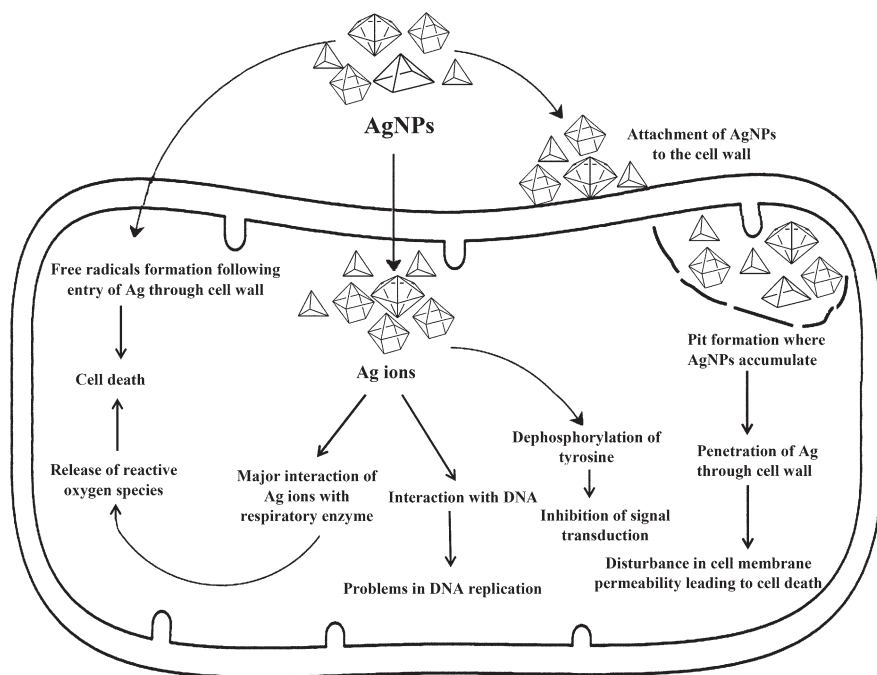 AgNPs
Attachment of AgNPs
to the cell wall
Free radicals formation following
entry of Ag through cell wall
Cell death
Release of reactive
oxygen species
Ag ions
Major interaction of
Ag ions with
respiratory enzyme
Interaction with DNA
Problems in DNA replication
Dephosphorylation of
tyrosine
Inhibition of signal
transduction
Pit formation where
AgNPs accumulate
Penetration of Ag
through cell wall
Disturbance in cell membrane
permeability leading to cell death